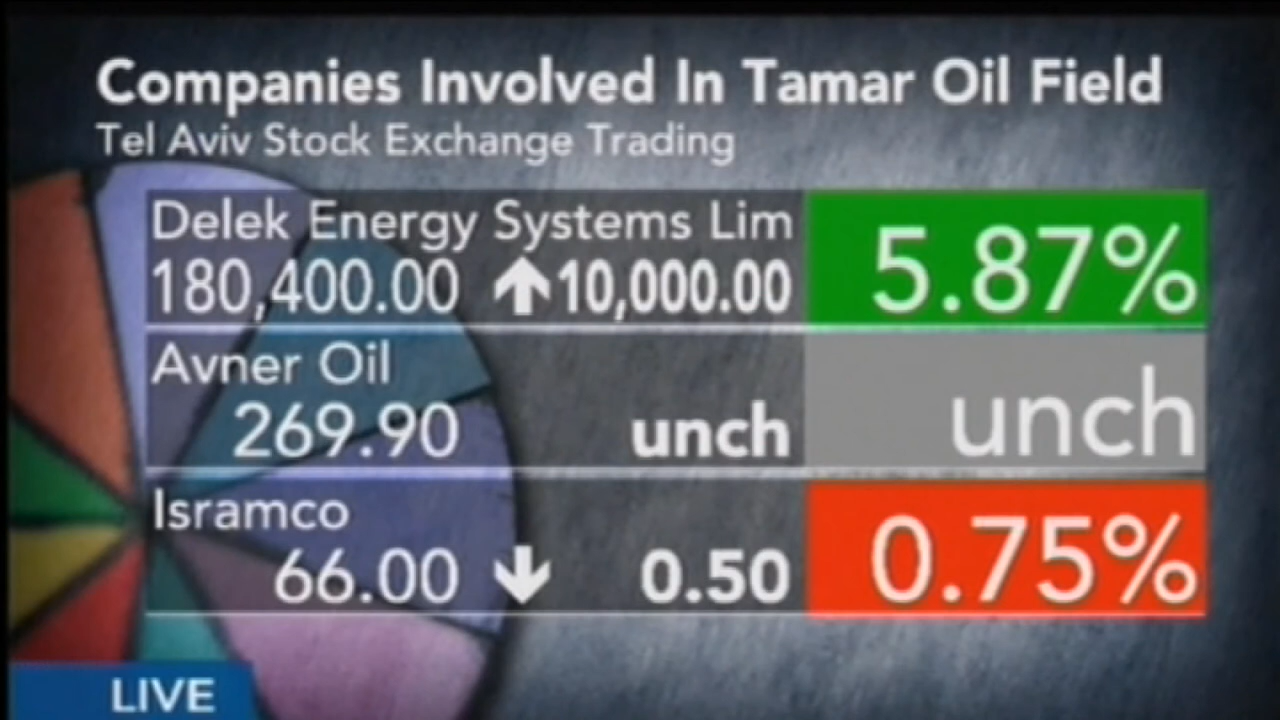 Companies Involved In Tamar Oil Field
Tel Aviv Stock Exchange Trading
Delek Energy Systems Lim
180,400.00 ↑10,000.00 5.87%
Avner Oil
269.90 unch unch
Isramco
66.00 ↓ 0.50 0.75%
LIVE